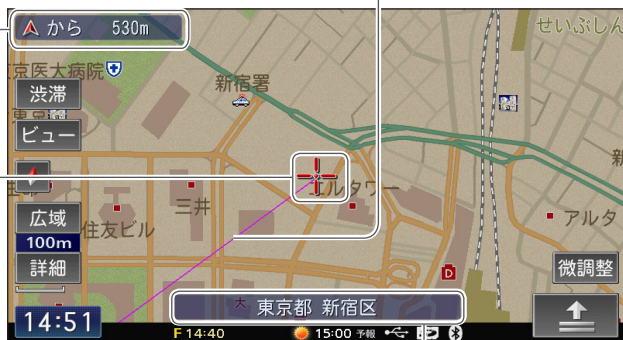 から 530m
せいぶしん
京医大病院
渋滞
新宿署
ビュー
エルタワー
三井
アルタ
広域
住友ビル
100m
詳細
微調整
東京都 新宿区
14:51
F 14:40
15:00 予報